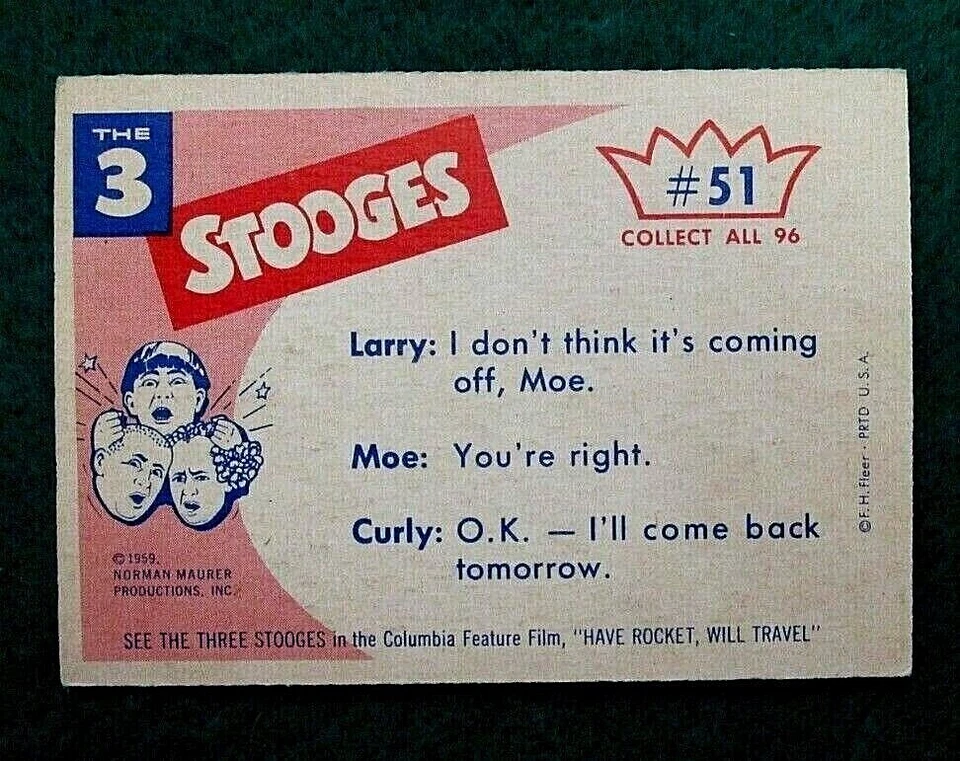 THE
3
STOOGES
#51
COLLECT ALL 96
Larry: I don't think it's coming
off, Moe.
Moe: You're right.
Curly: O.K. — I'll come back
tomorrow.
© F. H. Fleer · PRTD U. S. A.
© 1959,
NORMAN MAURER
PRODUCTIONS, INC.
SEE THE THREE STOOGES in the Columbia Feature Film, "HAVE ROCKET, WILL TRAVEL"